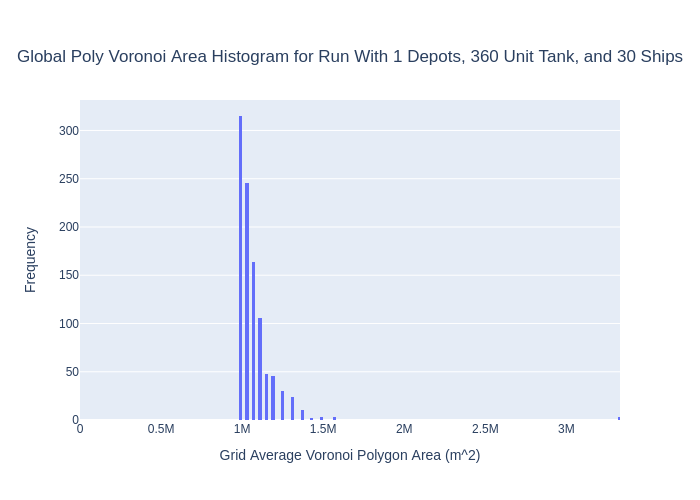 Global Poly Voronoi Area Histogram for Run With 1 Depots, 360 Unit Tank, and 30 Ships
300
250
200
150
100
50
0
0 0.5M 1M 1.5M 2M 2.5M 3M
Frequency
Grid Average Voronoi Polygon Area (m^2)